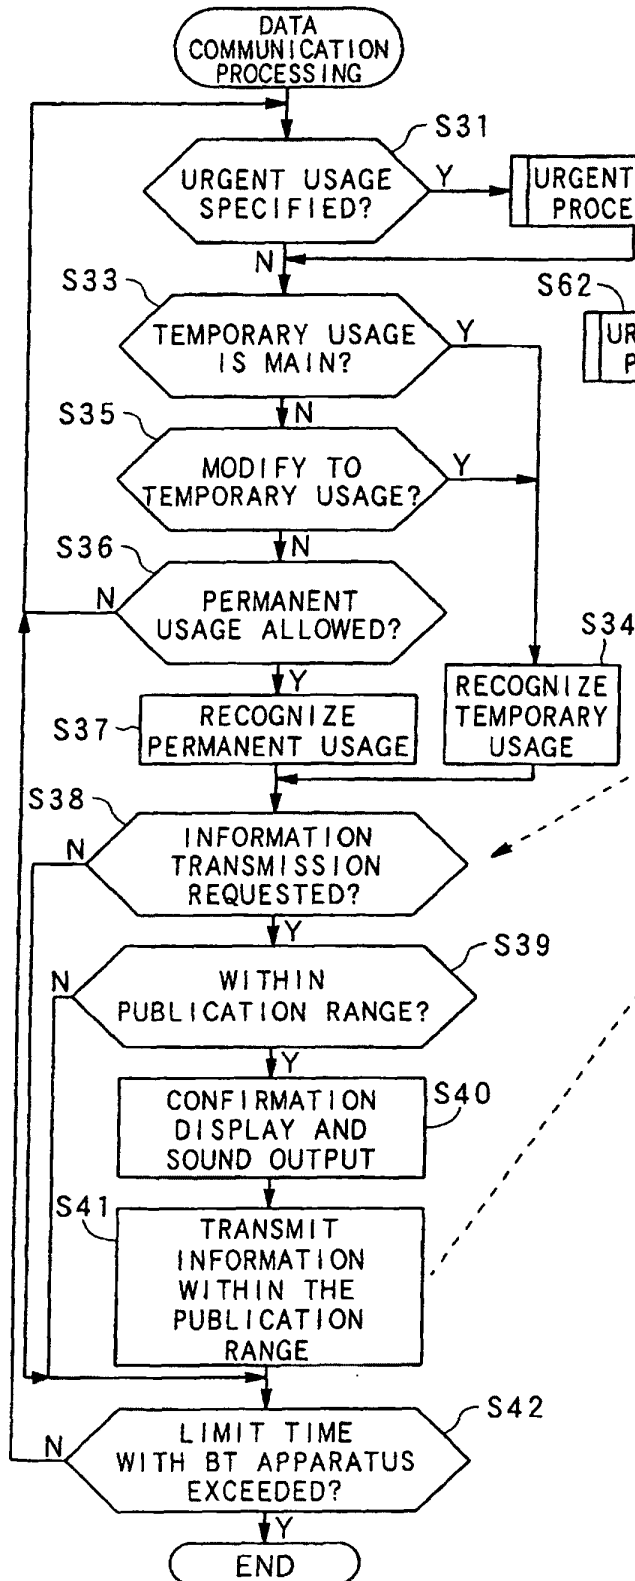 DATA
COMMUNICATION
PROCESSING
S31
URGENT USAGE
SPECIFIED?
Y
URGENT
N
S33
S62
TEMPORARY USAGE
IS MAIN?
Y
N
S35
MODIFY TO
TEMPORARY USAGE?
Y
N
S36
N
PERMANENT
USAGE ALLOWED?
Y
S34
RECOGNIZE
TEMPORARY
USAGE
S37
RECOGNIZE
PERMANENT USAGE
S38
N
INFORMATION
TRANSMISSION
REQUESTED?
Y
S39
N
WITHIN
PUBLICATION RANGE?
Y
S40
CONFIRMATION
DISPLAY AND
SOUND OUTPUT
S41
TRANSMIT
INFORMATION
WITHIN THE
PUBLICATION
RANGE
S42
N
LIMIT TIME
WITH BT APPARATUS
EXCEEDED?
Y
END